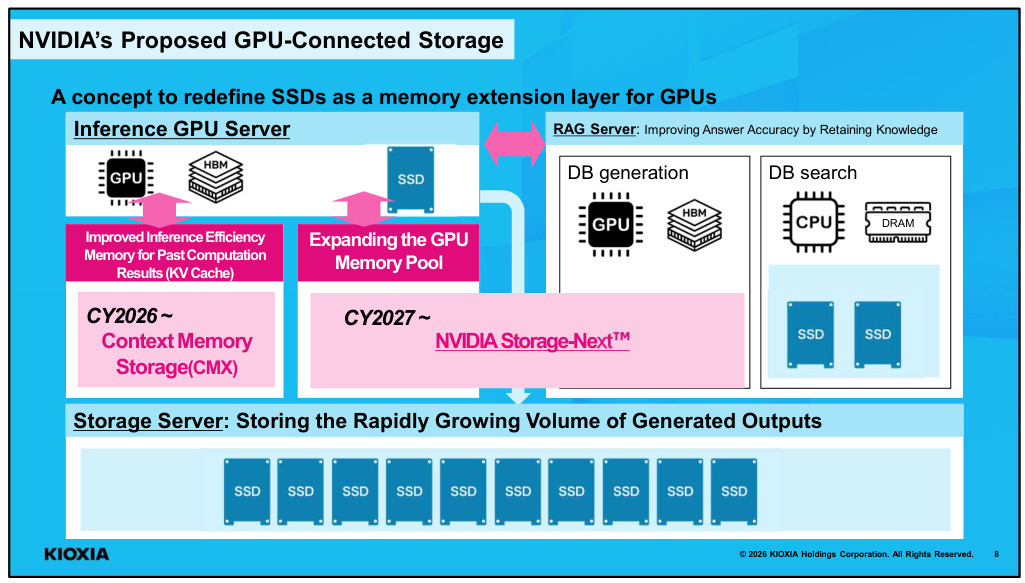 NVIDIA's Proposed GPU-Connected Storage
A concept to redefine SSDs as a memory extension layer for GPUs
Inference GPU Server
GPU
HBM
SSD
Improved Inference Efficiency
Memory for Past Computation
Results (KV Cache)
Expanding the GPU
Memory Pool
CY2026 ~
Context Memory
Storage(CMX)
CY2027 ~
NVIDIA Storage-Next™
RAG Server: Improving Answer Accuracy by Retaining Knowledge
DB generation
GPU
HBM
DB search
CPU
DRAM
SSD
SSD
Storage Server: Storing the Rapidly Growing Volume of Generated Outputs
SSD SSD SSD SSD SSD SSD SSD SSD SSD SSD
KIOXIA
© 2026 KIOXIA Holdings Corporation. All Rights Reserved.
8